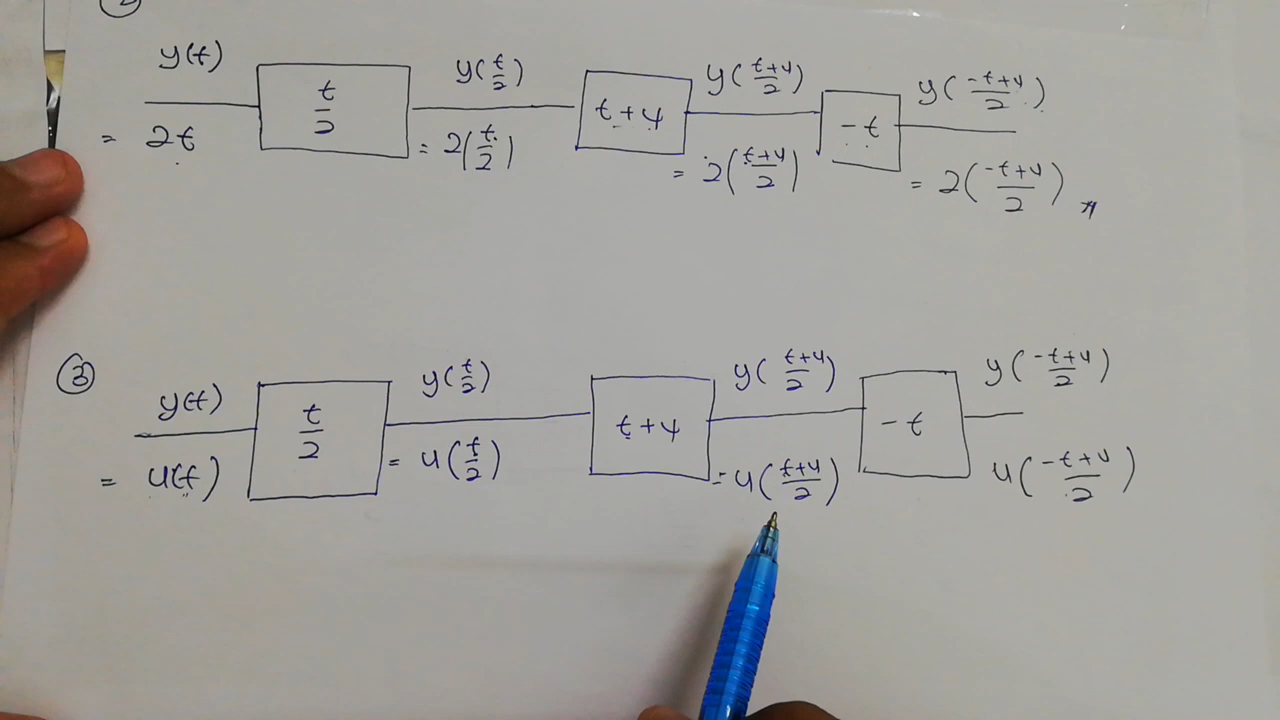 ②
y(t) t/2 y(t/2) t+4 y((t+4)/2) -t y((-t+4)/2)
= 2t = 2(t/2) = 2((t+4)/2) = 2((-t+4)/2)
③
y(t) t/2 y(t/2) t+4 y((t+4)/2) -t y((-t+4)/2)
= u(t) = u(t/2) = u((t+4)/2) u((-t+4)/2)